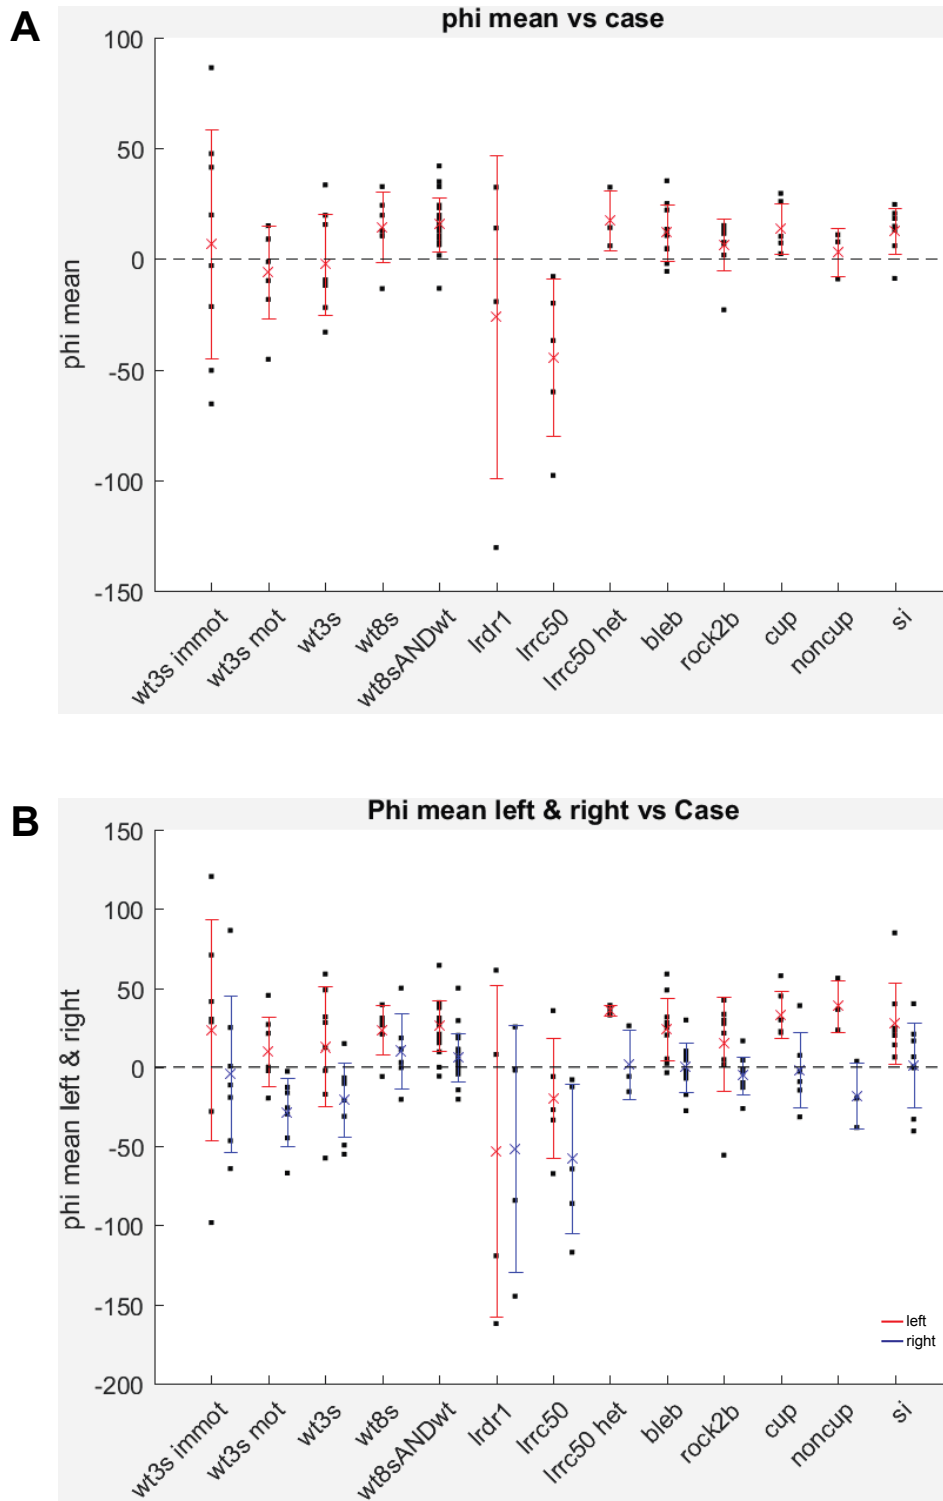 A
phi mean vs case
100
50
0
-50
-100
-150
phi mean
wt3s immot
wt3s mot
wt3s
wt8s
wt8sANDwt
lrdr1
lrrc50
lrrc50 het
bleb
rock2b
cup
noncup
si
B
Phi mean left & right vs Case
150
100
50
0
-50
-100
-150
-200
phi mean left & right
left
right
wt3s immot
wt3s mot
wt3s
wt8s
wt8sANDwt
lrdr1
lrrc50
lrrc50 het
bleb
rock2b
cup
noncup
si